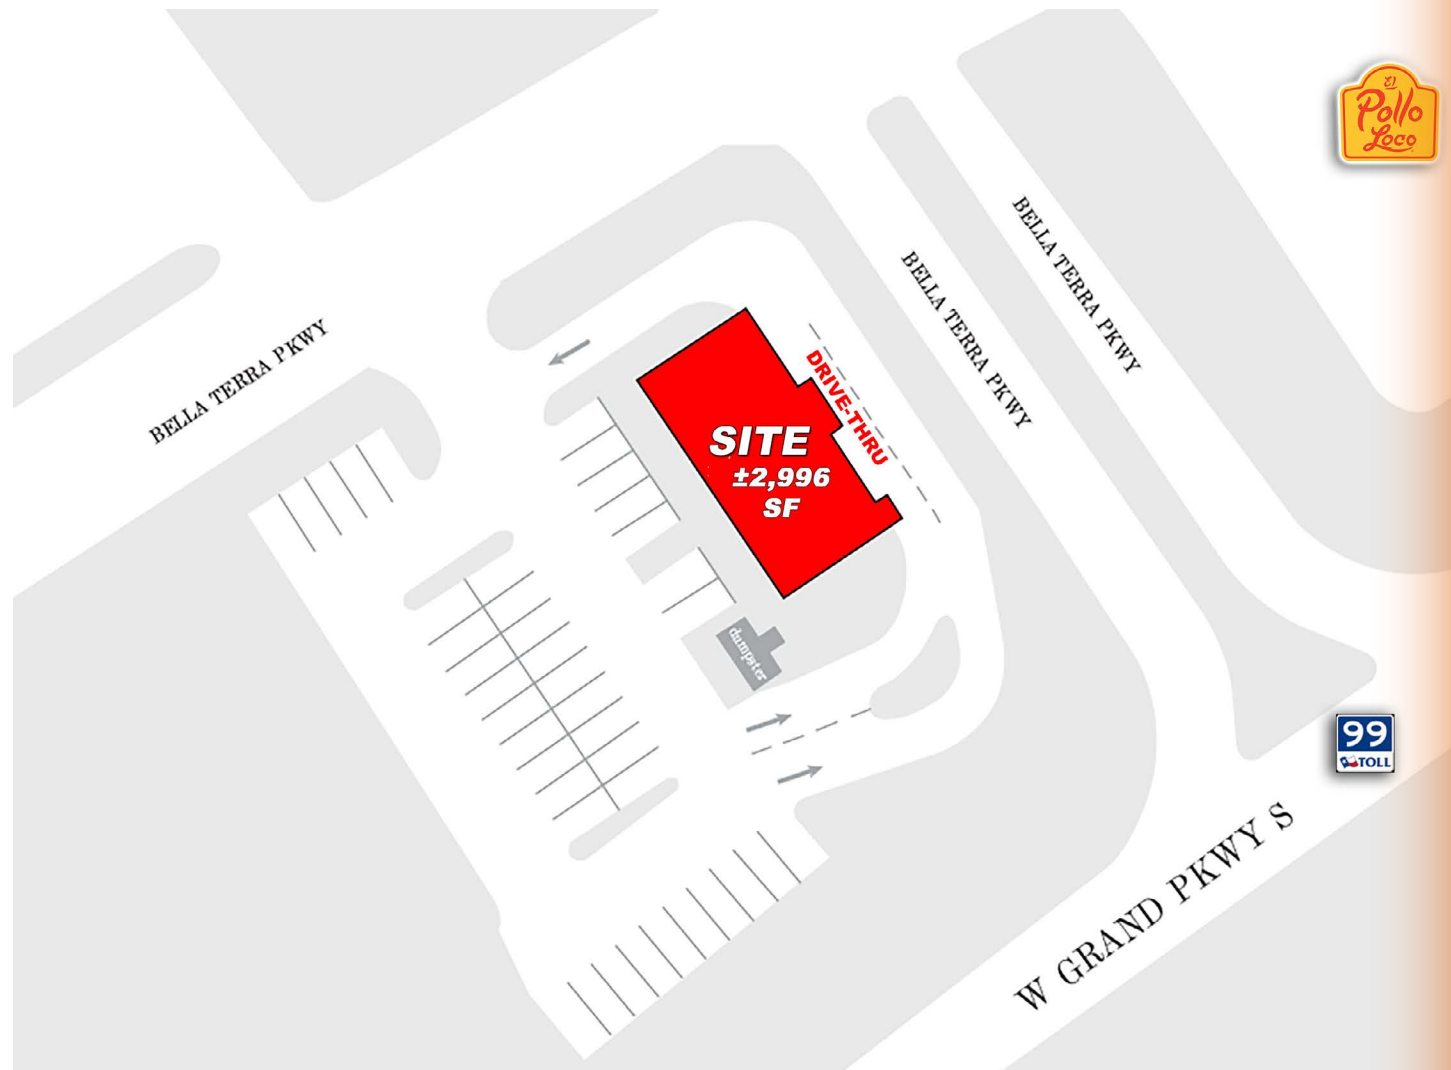 El
Pollo
Loco
BELLA TERRA PKWY
BELLA TERRA PKWY
BELLA TERRA PKWY
DRIVE-THRU
SITE
±2,996
SF
dumpster
99
TOLL
W GRAND PKWY S